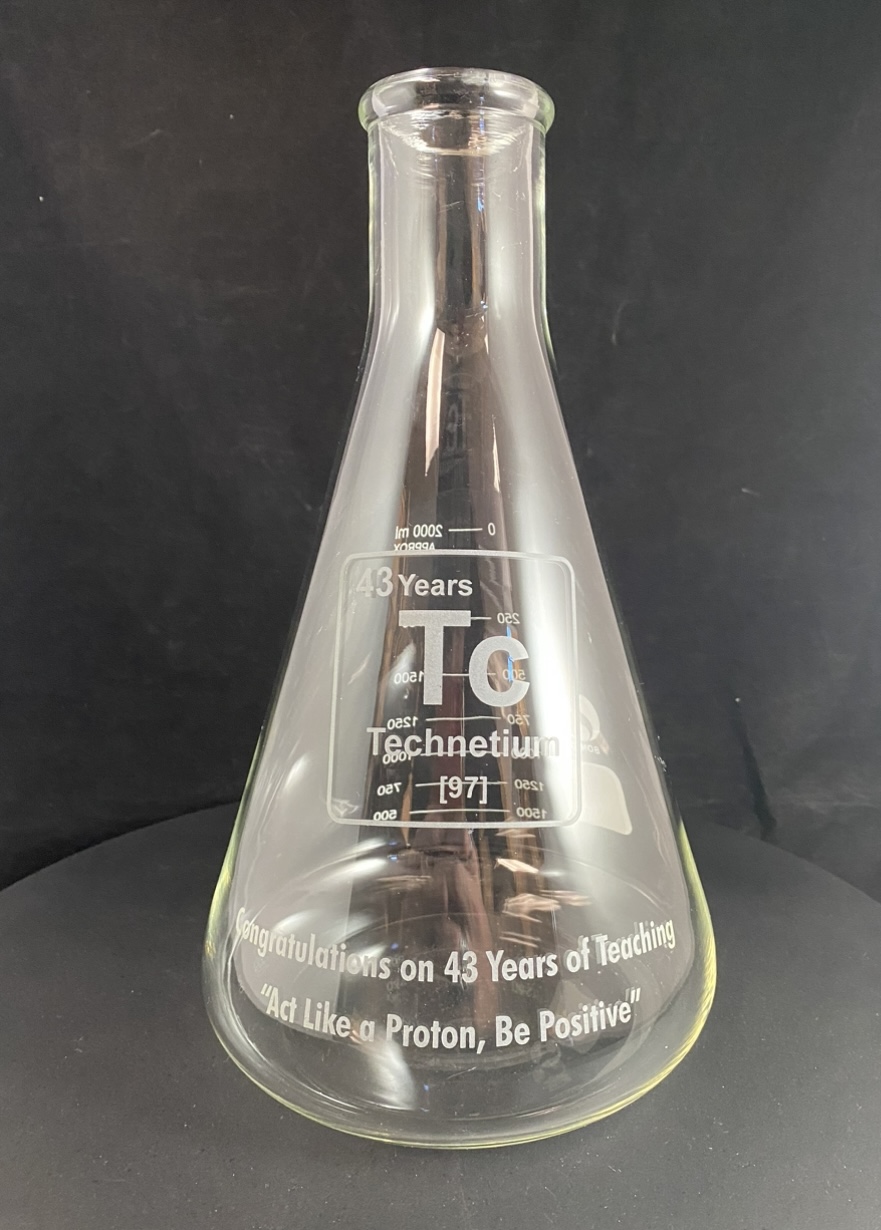 2000 ml 0
APPROX
43 Years
Tc
250
1500 500
1250 750
Technetium
1000
[97]
750 1250
500 1500
Congratulations on 43 Years of Teaching
“Act Like a Proton, Be Positive”